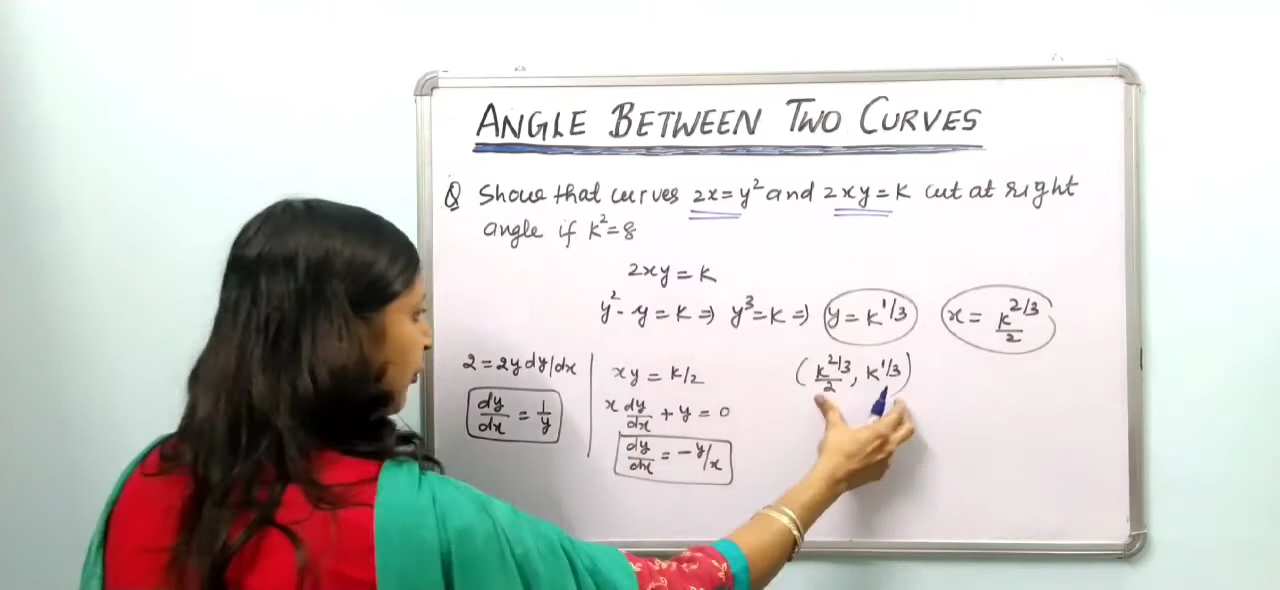 ANGLE BETWEEN TWO CURVES
Q Show that curves 2x = y² and 2xy = K cut at right
angle if K² = 8
2xy = K
y² · y = K ⇒ y³ = K ⇒ y = K^1/3 x = K^2/3 / 2
2 = 2y dy/dx
dy/dx = 1/y
xy = K/2
x dy/dx + y = 0
dy/dx = -y/x
(K^2/3 / 2, K^1/3)